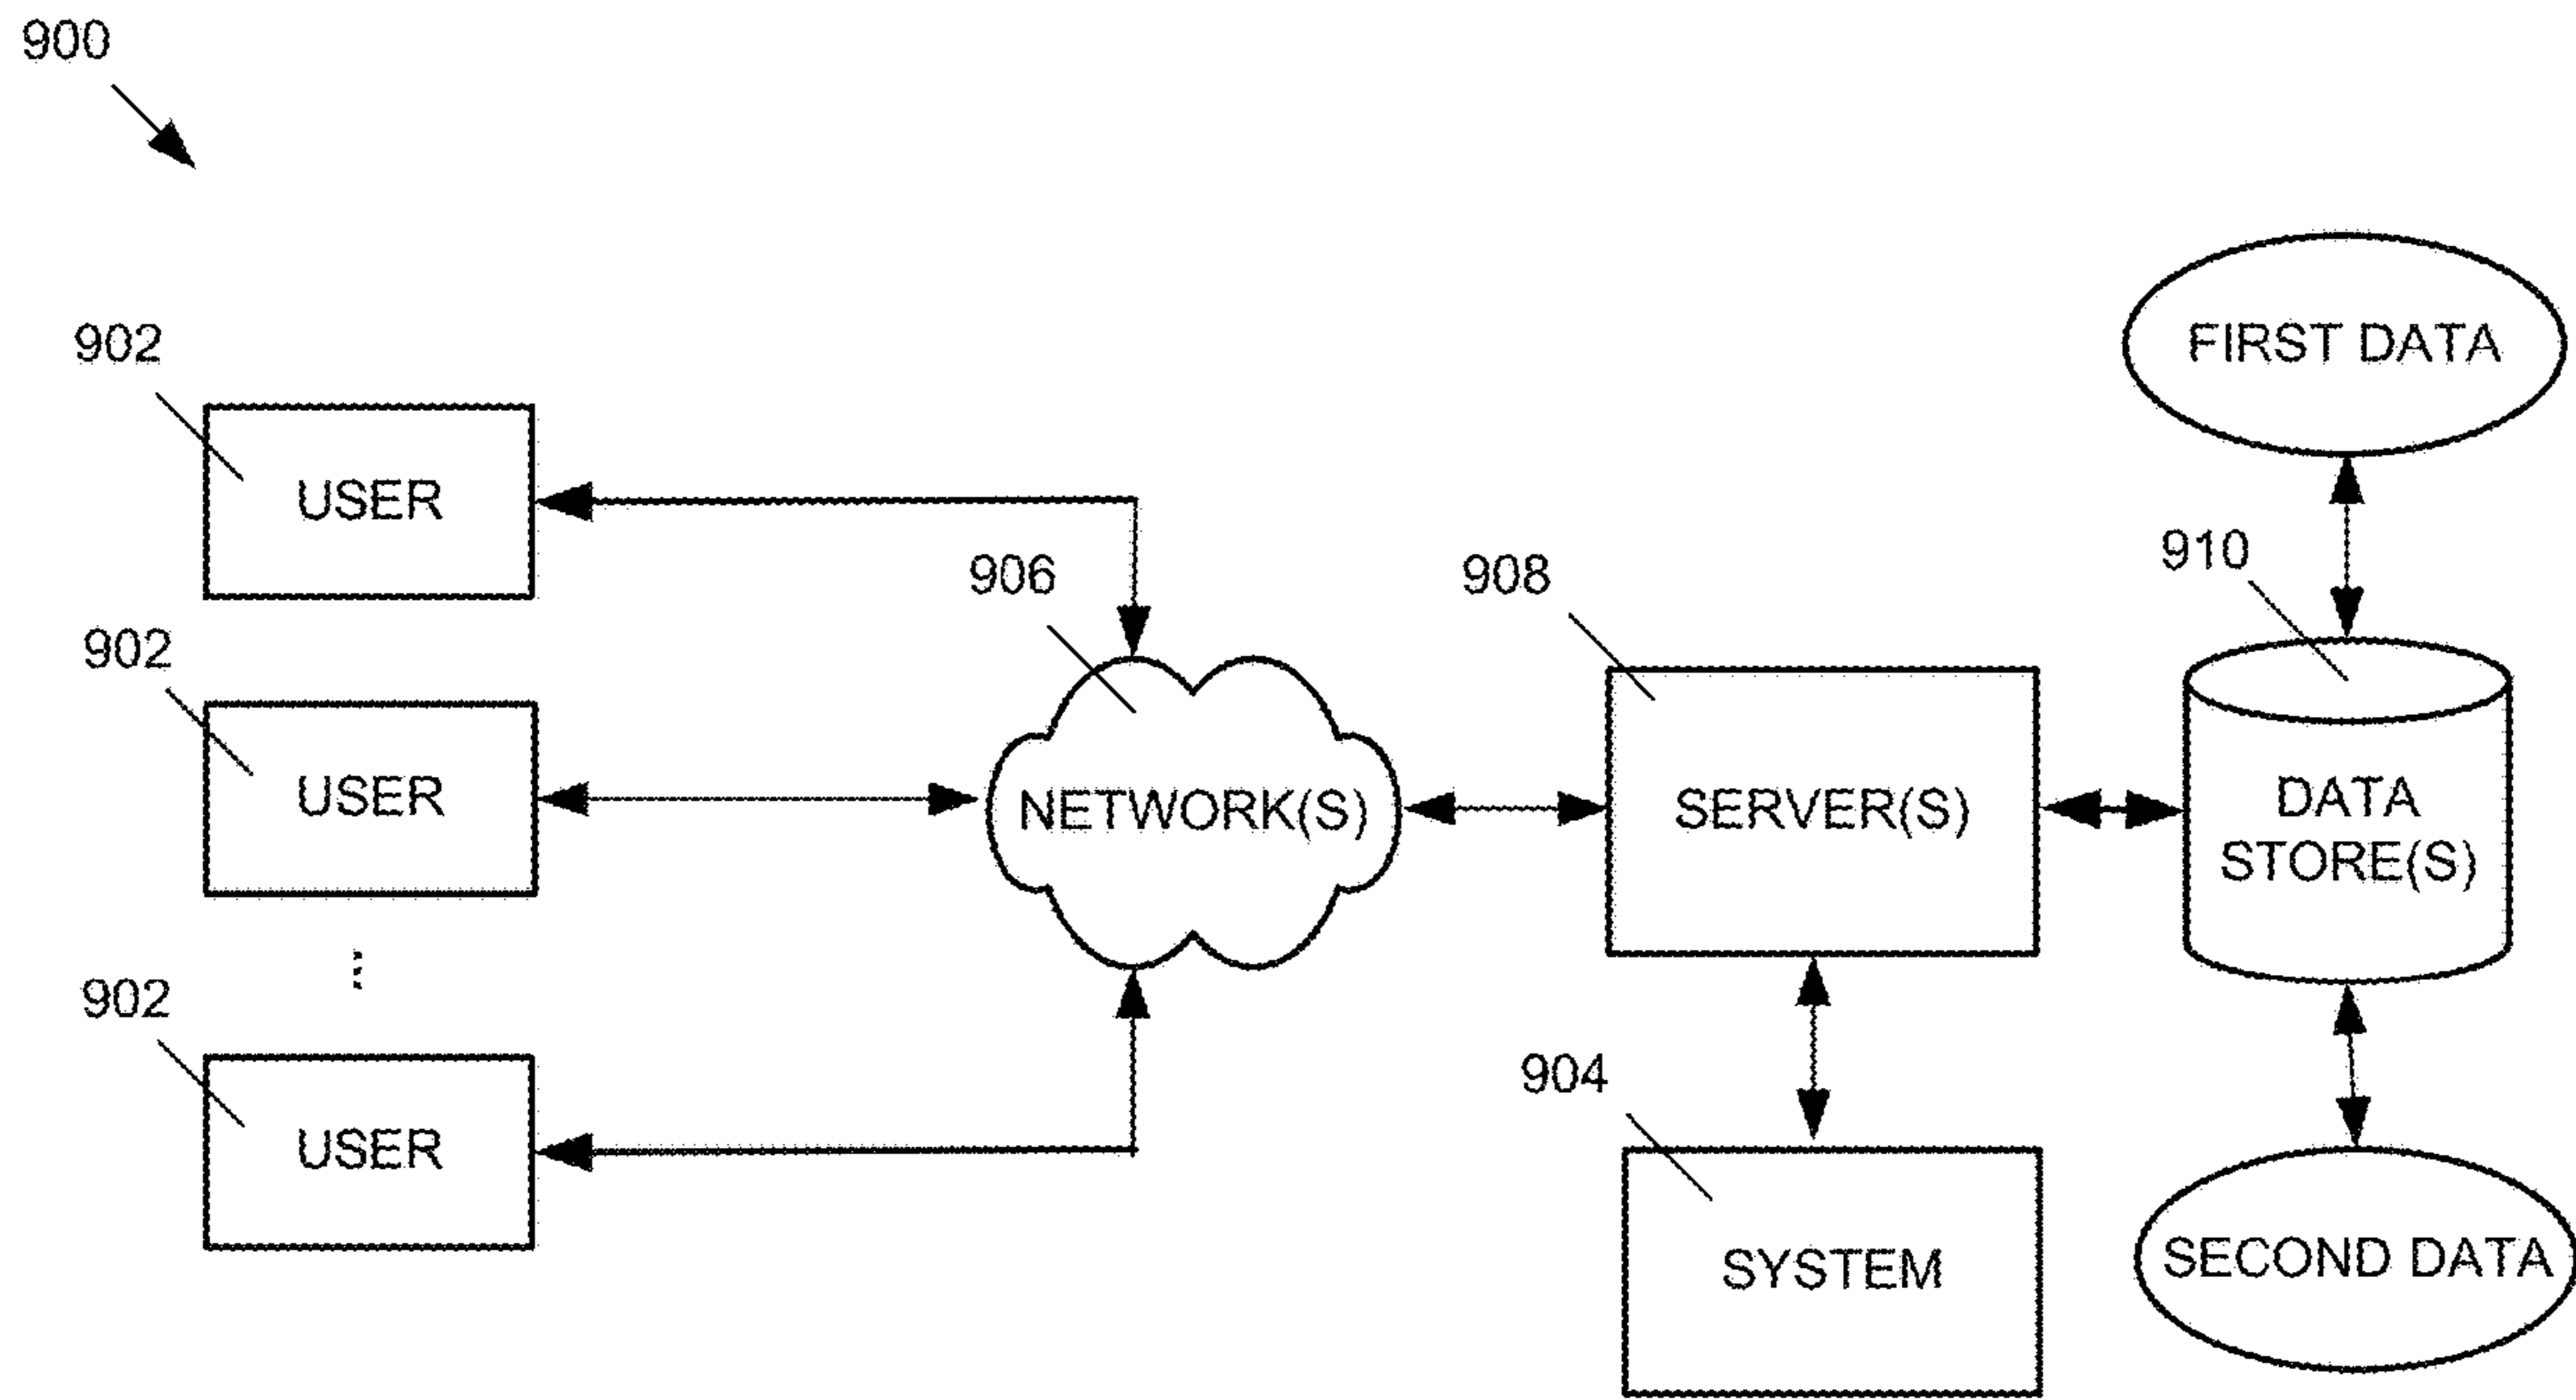 900
FIRST DATA
902
USER
910
906
908
902
USER
NETWORK(S)
SERVER(S)
DATA
STORE(S)
...
902
USER
904
SYSTEM
SECOND DATA